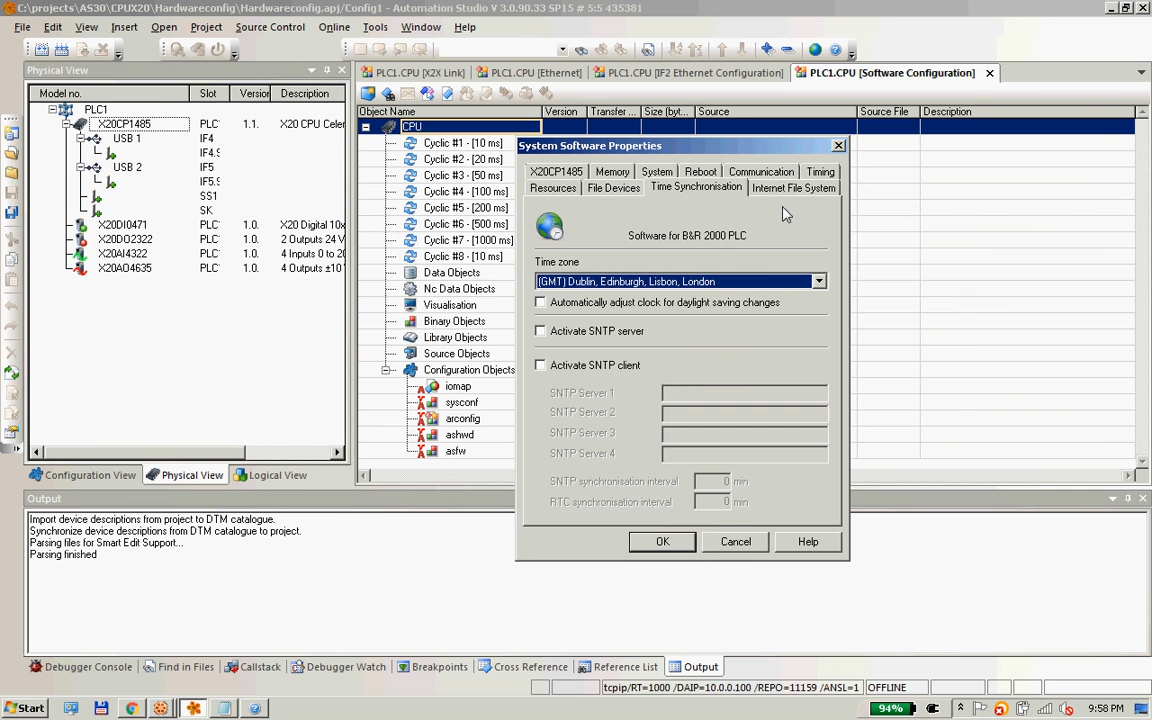 C:\projects\AS30\CPUX20\Hardwareconfig\Hardwareconfig.apj/Config1 - Automation Studio V 3.0.90.33 SP15 # 5:5 435381
File Edit View Insert Open Project Source Control Online Tools Window Help
Physical View
Model no. Slot Version Description
PLC1
X20CP1485 PLC 1.1. X20 CPU Celer
USB 1 IF4
IF4.S
USB 2 IF5
IF5.S
SS1
SK
X20DI0471 PLC 1.0. X20 Digital 10x
X20DO2322 PLC 1.0. 2 Outputs 24 V
X20AI4322 PLC 1.0. 4 Inputs 0 to 20
X20AO4635 PLC 1.0. 4 Outputs ±10
Configuration View Physical View Logical View
PLC1.CPU [X2X Link] PLC1.CPU [Ethernet] PLC1.CPU [IF2 Ethernet Configuration] PLC1.CPU [Software Configuration]
Object Name Version Transfer ... Size (byt... Source Source File Description
CPU
Cyclic #1 - [10 ms]
Cyclic #2 - [20 ms]
Cyclic #3 - [50 ms]
Cyclic #4 - [100 ms]
Cyclic #5 - [200 ms]
Cyclic #6 - [500 ms]
Cyclic #7 - [1000 ms]
Cyclic #8 - [10 ms]
Data Objects
Nc Data Objects
Visualisation
Binary Objects
Library Objects
Source Objects
Configuration Objects
iomap
sysconf
arconfig
ashwd
asfw
System Software Properties
X20CP1485 Memory System Reboot Communication Timing
Resources File Devices Time Synchronisation Internet File System
Software for B&R 2000 PLC
Time zone
(GMT) Dublin, Edinburgh, Lisbon, London
Automatically adjust clock for daylight saving changes
Activate SNTP server
Activate SNTP client
SNTP Server 1
SNTP Server 2
SNTP Server 3
SNTP Server 4
SNTP synchronisation interval 0 min
RTC synchronisation interval 0 min
OK Cancel Help
Output
Import device descriptions from project to DTM catalogue.
Synchronize device descriptions from DTM catalogue to project.
Parsing files for Smart Edit Support...
Parsing finished
Debugger Console Find in Files Callstack Debugger Watch Breakpoints Cross Reference Reference List Output
tcpip/RT=1000 /DAIP=10.0.0.100 /REPO=11159 /ANSL=1 OFFLINE
Start 94% 9:58 PM